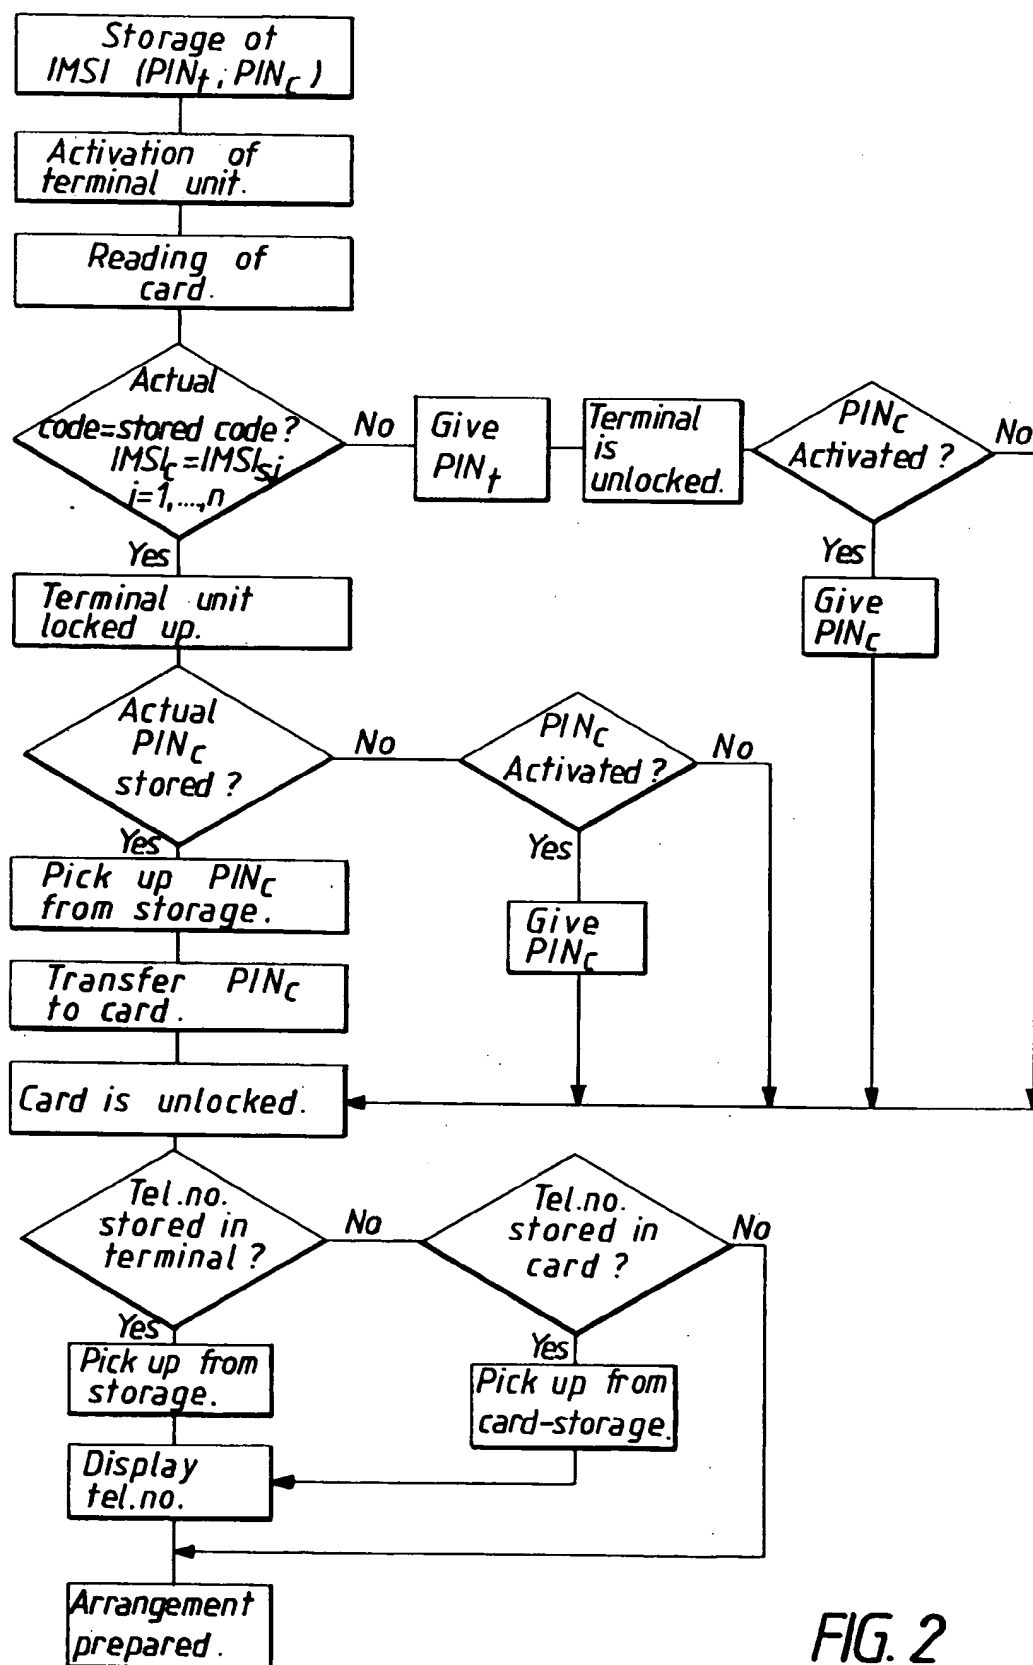 Storage of
IMSI (PINt, PINc)
Activation of
terminal unit.
Reading of
card.
Actual
code=stored code?
IMSIc=IMSIsi
i=1,....,n
No
Give
PINt
Terminal
is
unlocked.
PINc
Activated ?
No
Yes
Give
PINc
Yes
Terminal unit
locked up.
Actual
PINc
stored ?
No
PINc
Activated ?
No
Yes
Give
PINc
Yes
Pick up PINc
from storage.
Transfer PINc
to card.
Card is unlocked.
Tel.no.
stored in
terminal ?
No
Tel.no.
stored in
card ?
No
Yes
Pick up from
storage.
Yes
Pick up from
card-storage.
Display
tel.no.
Arrangement
prepared.
FIG. 2